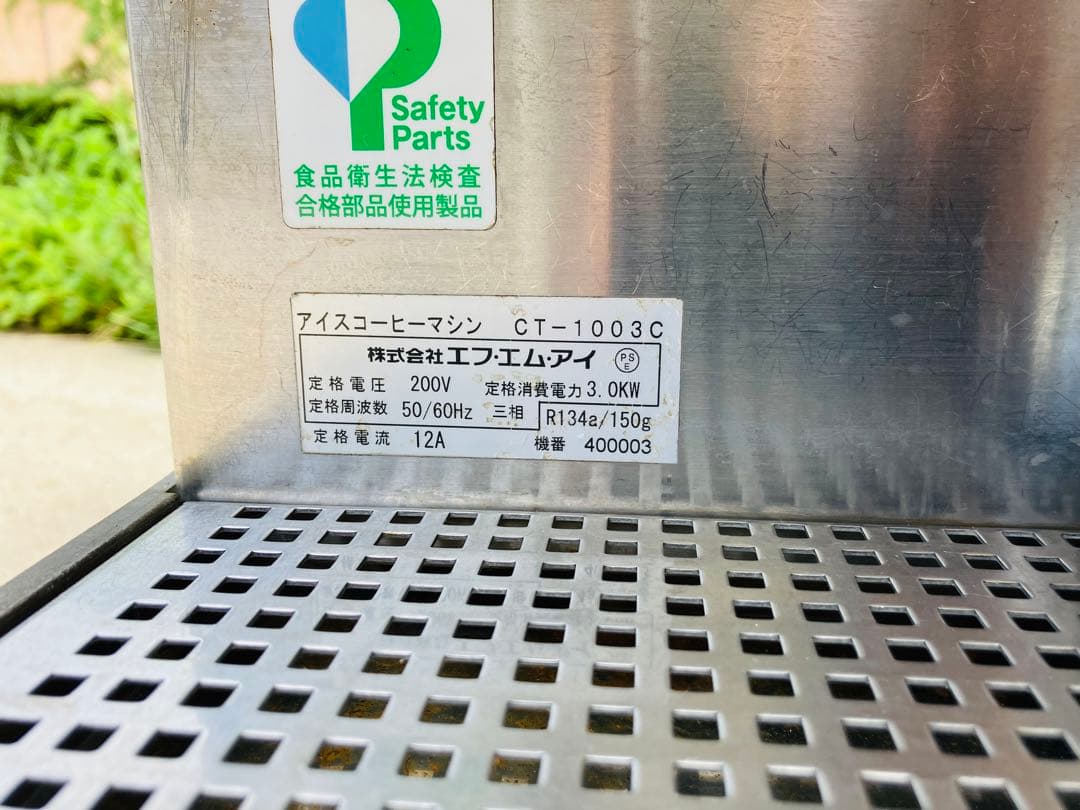 Safety
Parts
食品衛生法検査
合格部品使用製品
アイスコーヒーマシン CT-1003C
株式会社エフ・エム・アイ PSE
定格電圧 200V 定格消費電力 3.0KW
定格周波数 50/60Hz 三相 R134a/150g
定格電流 12A 機番 400003